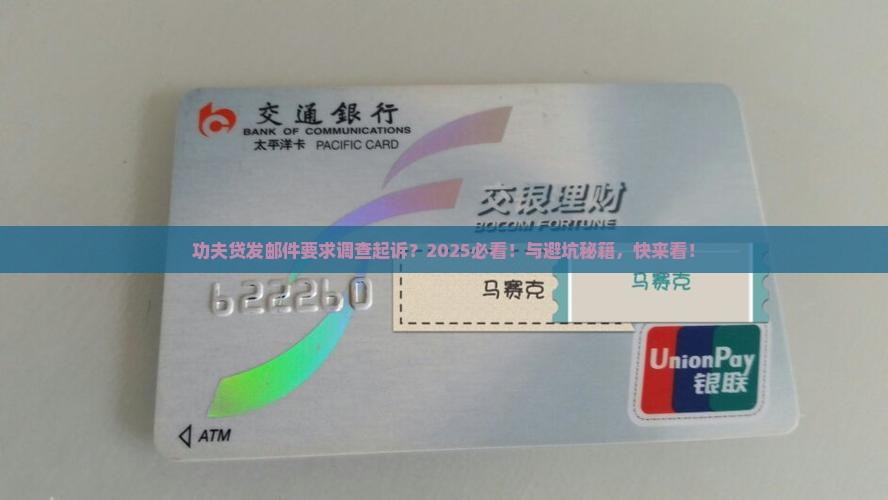 交通銀行
BANK OF COMMUNICATIONS
太平洋卡 PACIFIC CARD
交银理财
BOCOM FORTUNE
功夫贷发邮件要求调查起诉？2025必看！与避坑秘籍，快来看！
622260
马赛克
马赛克
UnionPay
银联
ATM